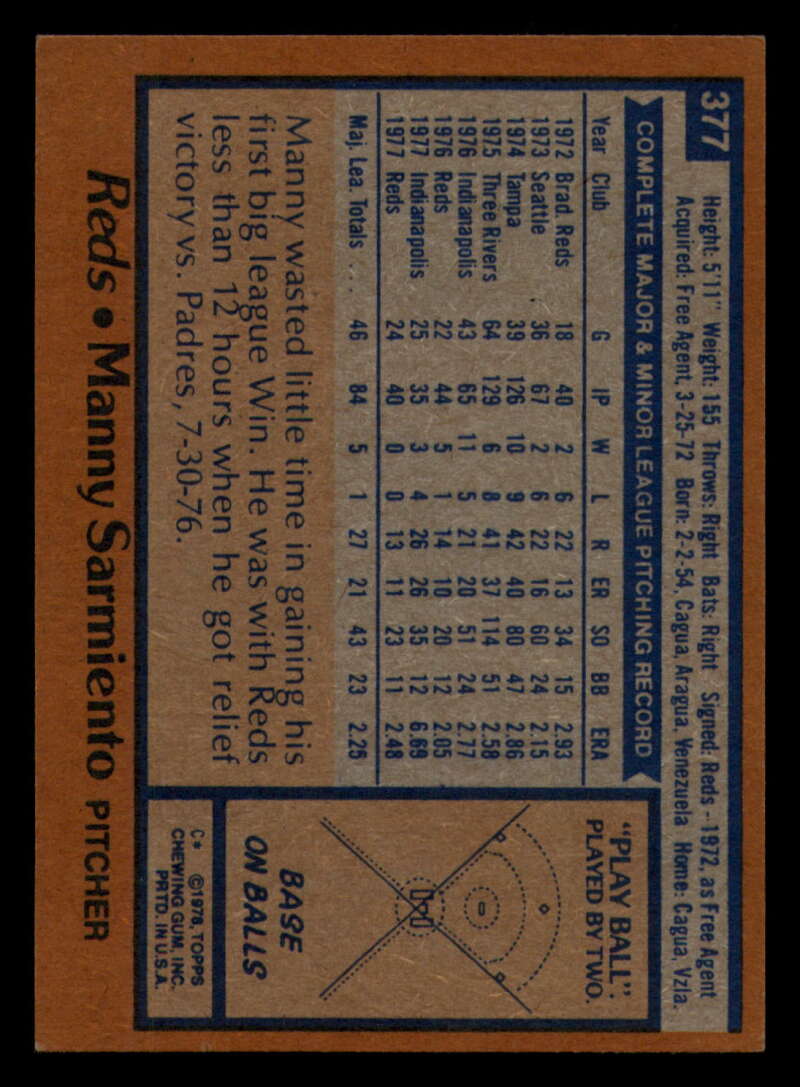 377
Height: 5'11" Weight: 155 Throws: Right Bats: Right Signed: Reds - 1972, as Free Agent
Acquired: Free Agent, 3-25-72 Born: 2-2-54, Cagua, Aragua, Venezuela Home: Cagua, Vzla.
COMPLETE MAJOR & MINOR LEAGUE PITCHING RECORD
Year Club G IP W L R ER SO BB ERA
1972 Brad. Reds 18 40 2 6 22 13 34 15 2.93
1973 Seattle 36 67 2 6 22 16 60 24 2.15
1974 Tampa 39 126 10 9 42 40 80 47 2.86
1975 Three Rivers 64 129 6 8 41 37 114 51 2.58
1976 Indianapolis 43 65 11 5 21 20 51 24 2.77
1976 Reds 22 44 5 1 14 10 20 12 2.05
1977 Indianapolis 25 35 3 4 26 26 35 12 6.69
1977 Reds 24 40 0 0 13 11 23 11 2.48
Maj. Lea. Totals ... 46 84 5 1 27 21 43 23 2.25
Manny wasted little time in gaining his
first big league Win. He was with Reds
less than 12 hours when he got relief
victory vs. Padres, 7-30-76.
"PLAY BALL":
PLAYED BY TWO.
BASE
ON BALLS
C* ©1978, TOPPS
CHEWING GUM, INC.
PRTD. IN U.S.A.
Reds • Manny Sarmiento PITCHER